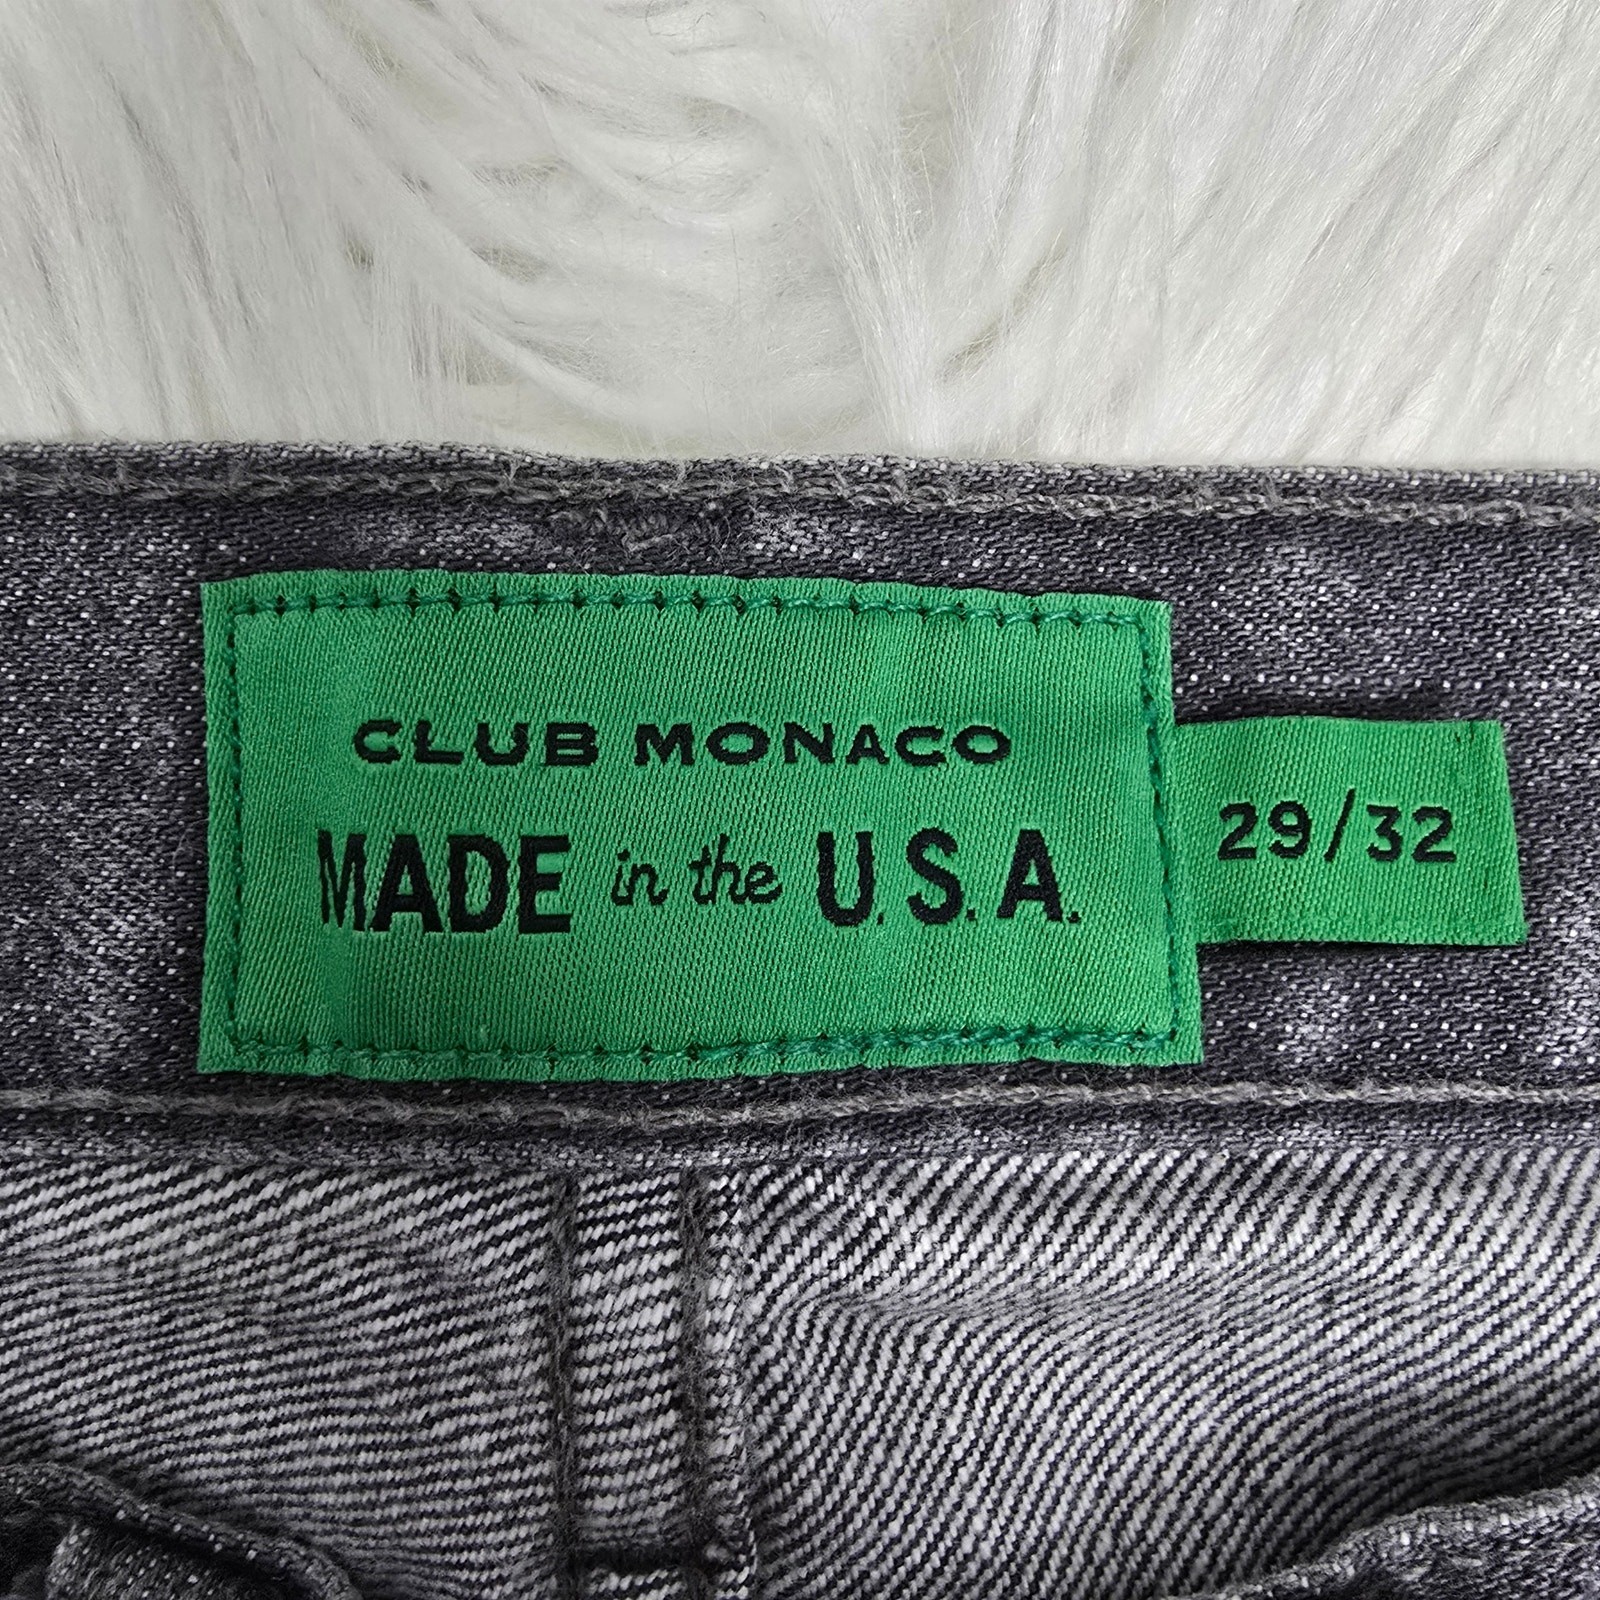 CLUB MONACO
MADE in the U.S.A.
29/32